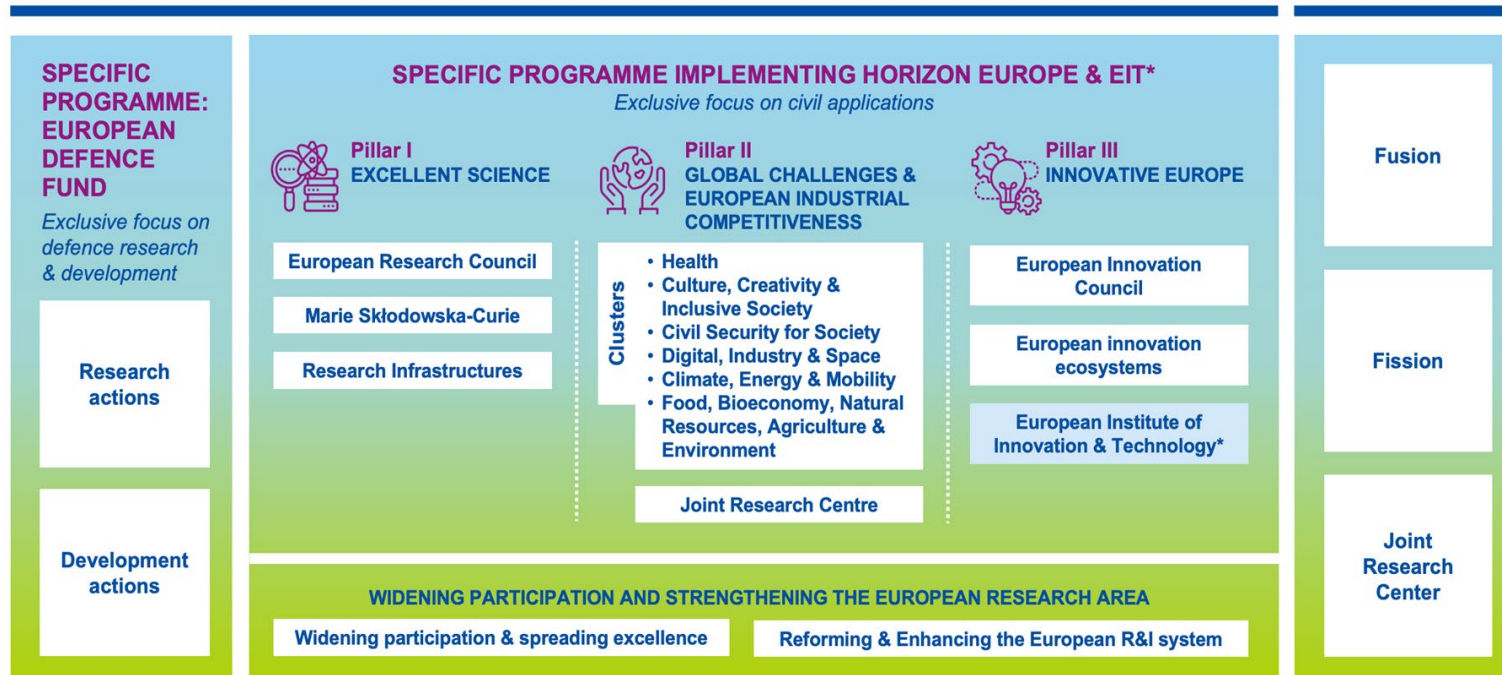 SPECIFIC
PROGRAMME:
EUROPEAN
DEFENCE
FUND
Exclusive focus on
defence research
& development
Research
actions
Development
actions
SPECIFIC PROGRAMME IMPLEMENTING HORIZON EUROPE & EIT*
Exclusive focus on civil applications
Pillar I
EXCELLENT SCIENCE
European Research Council
Marie Skłodowska-Curie
Research Infrastructures
Pillar II
GLOBAL CHALLENGES &
EUROPEAN INDUSTRIAL
COMPETITIVENESS
Clusters
• Health
• Culture, Creativity &
Inclusive Society
• Civil Security for Society
• Digital, Industry & Space
• Climate, Energy & Mobility
• Food, Bioeconomy, Natural
Resources, Agriculture &
Environment
Joint Research Centre
Pillar III
INNOVATIVE EUROPE
European Innovation
Council
European innovation
ecosystems
European Institute of
Innovation & Technology*
WIDENING PARTICIPATION AND STRENGTHENING THE EUROPEAN RESEARCH AREA
Widening participation & spreading excellence
Reforming & Enhancing the European R&I system
Fusion
Fission
Joint
Research
Center